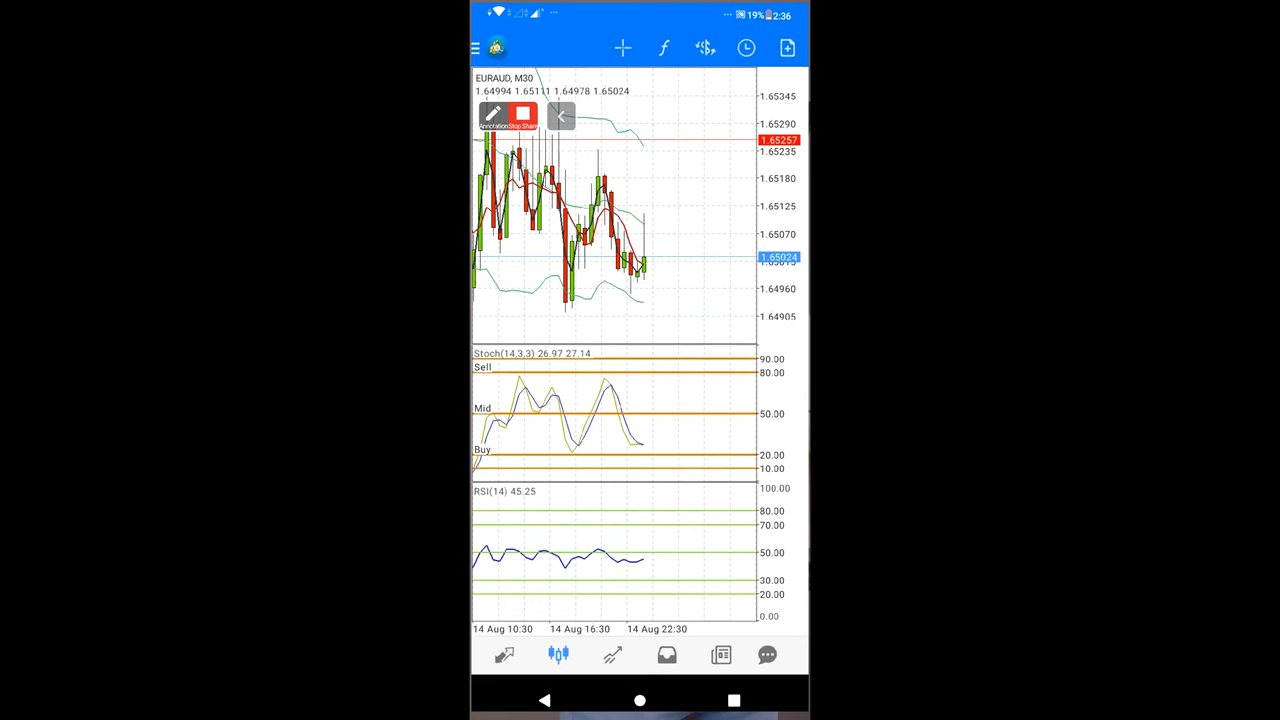 19% 2:36
EURAUD, M30
1.64994 1.65111 1.64978 1.65024
Annotation Stop Share
1.65345
1.65290
1.65257
1.65235
1.65180
1.65125
1.65070
1.65024
1.64960
1.64905
Stoch(14,3,3) 26.97 27.14
90.00
Sell
80.00
Mid
50.00
Buy
20.00
10.00
RSI(14) 45.25
100.00
80.00
70.00
50.00
30.00
20.00
0.00
14 Aug 10:30 14 Aug 16:30 14 Aug 22:30